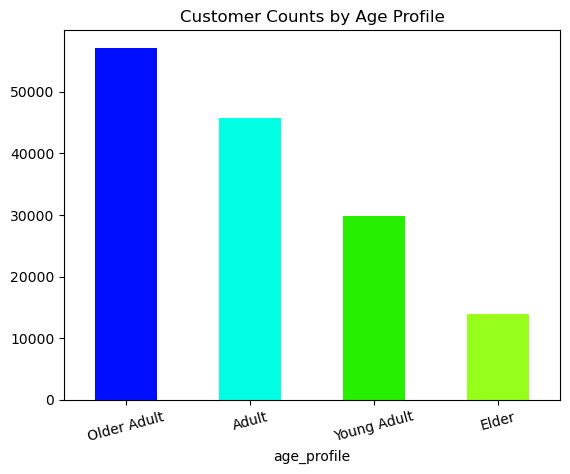 Customer Counts by Age Profile
50000
40000
30000
20000
10000
0
Older Adult
Adult
Young Adult
Elder
age_profile